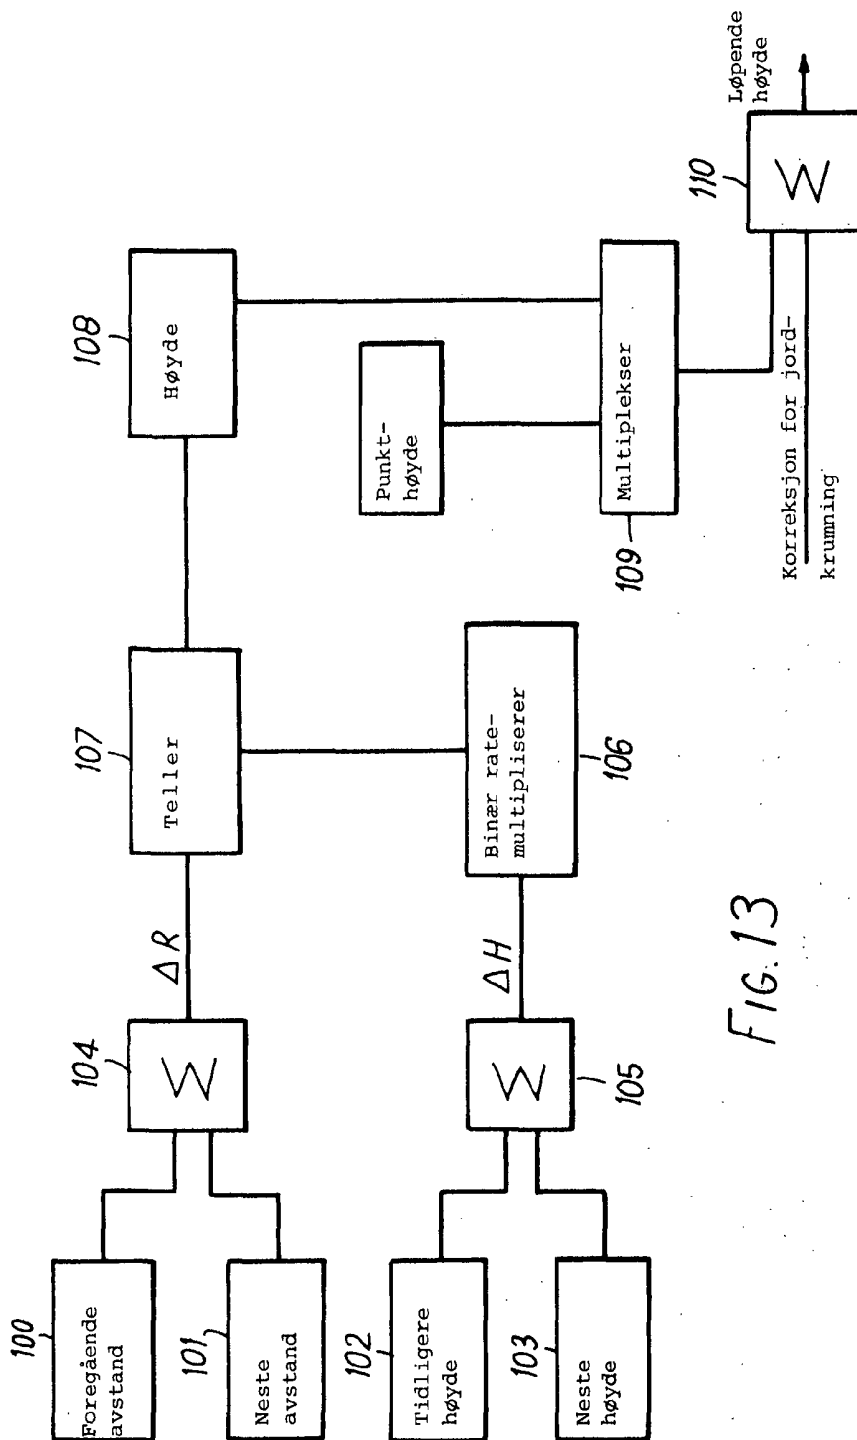 100
Foregående
avstand
101
Neste
avstand
102
Tidligere
høyde
103
Neste
høyde
104
Σ
ΔR
105
Σ
ΔH
107
Teller
Binær rate-
multipliserer
106
108
Høyde
Punkt-
høyde
Multiplekser
109
110
Σ
Løpende
høyde
Korreksjon for jord-
krumning
FIG. 13